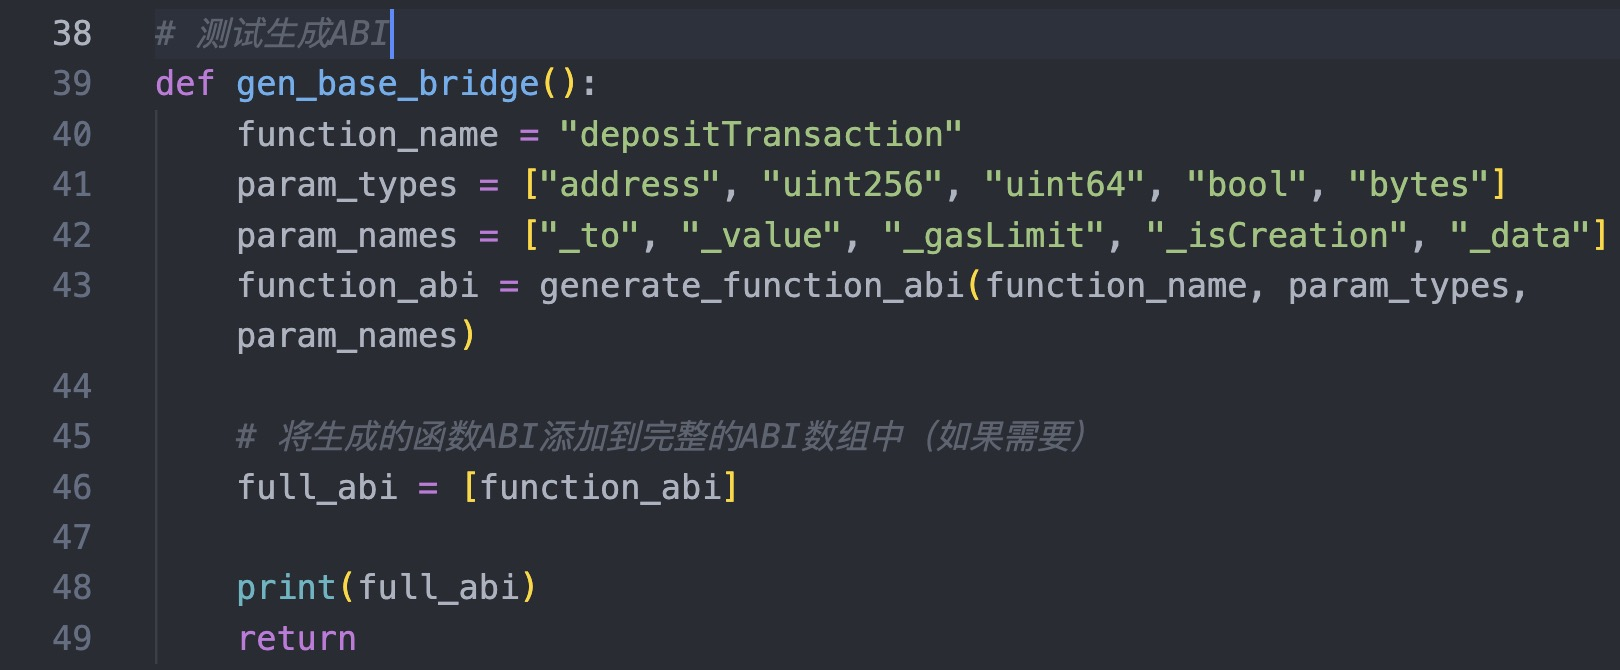 38 # 测试生成ABI
39 def gen_base_bridge():
40 function_name = "depositTransaction"
41 param_types = ["address", "uint256", "uint64", "bool", "bytes"]
42 param_names = ["_to", "_value", "_gasLimit", "_isCreation", "_data"]
43 function_abi = generate_function_abi(function_name, param_types,
param_names)
44
45 # 将生成的函数ABI添加到完整的ABI数组中（如果需要）
46 full_abi = [function_abi]
47
48 print(full_abi)
49 return